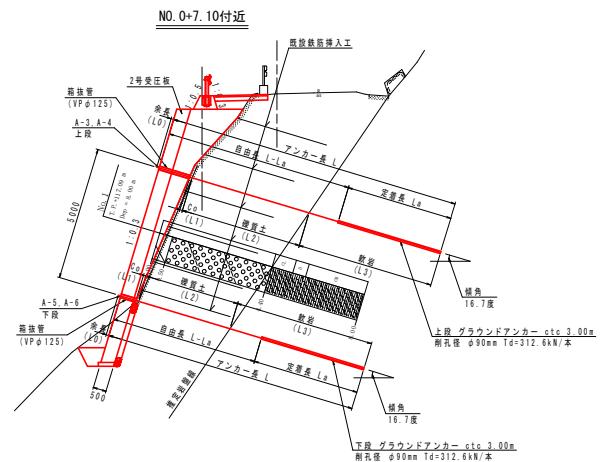 NO.0+7.10付近
既設鉄筋挿入工
2号受圧板
1:0.5
箱抜管
(VPφ125)
余長
(L0)
A-3,A-4
上段
アンカー長 L
自由長 L-La
定着長 La
No.1
T.P.+117.09 m
Dep = 8.00 m
5000
1:0.3
Co
(L1)
礫質土
(L2)
軟岩
(L3)
傾角
16.7度
Co
(L1)
礫質土
(L2)
軟岩
(L3)
A-5,A-6
下段
箱抜管
(VPφ125)
余長
(L0)
自由長 L-La
定着長 La
アンカー長 L
上段 グラウンドアンカー ctc 3.00m
削孔径 φ90mm Td=312.6kN/本
推定岩盤線
500
傾角
16.7度
下段 グラウンドアンカー ctc 3.00m
削孔径 φ90mm Td=312.6kN/本